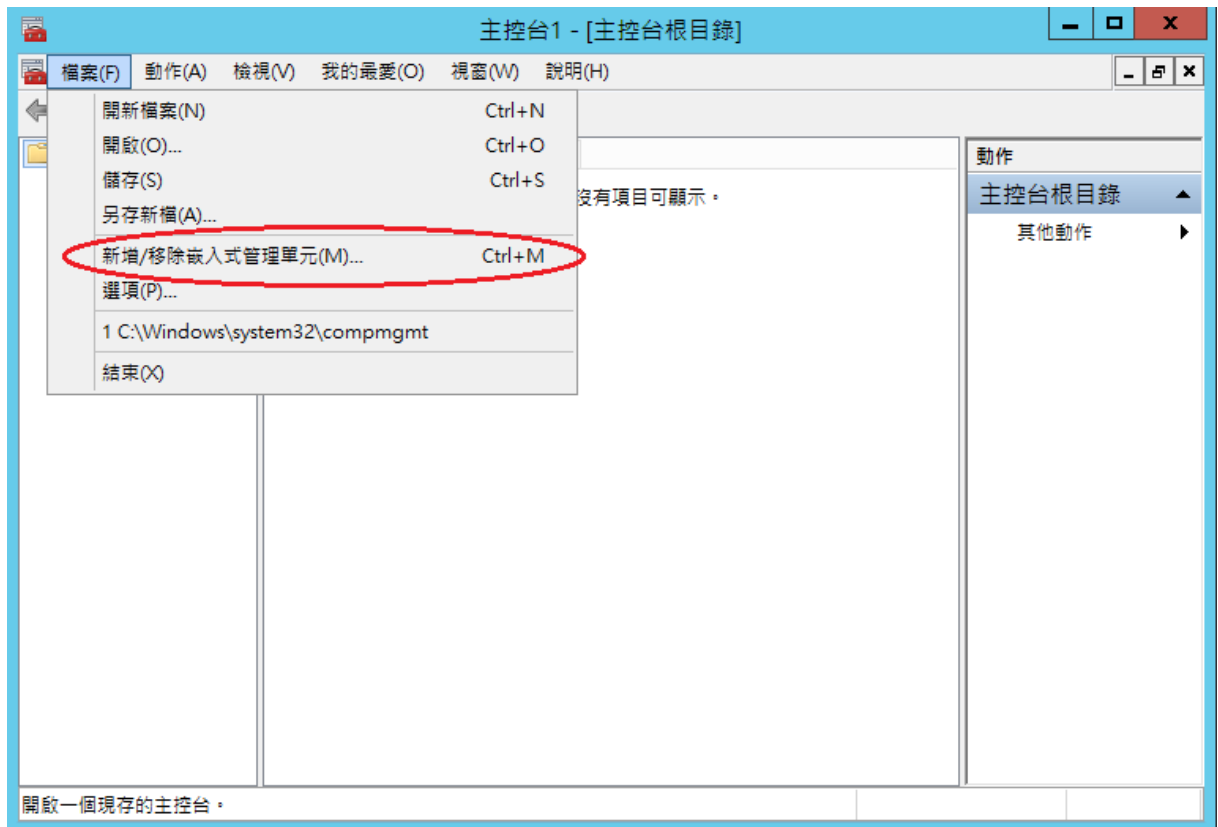 主控台1 - [主控台根目錄]
檔案(F) 動作(A) 檢視(V) 我的最愛(O) 視窗(W) 說明(H)
開新檔案(N) Ctrl+N
開啟(O)... Ctrl+O
儲存(S) Ctrl+S
另存新檔(A)...
新增/移除嵌入式管理單元(M)... Ctrl+M
選項(P)...
1 C:\Windows\system32\compmgmt
結束(X)
沒有項目可顯示。
動作
主控台根目錄
其他動作
開啟一個現存的主控台。